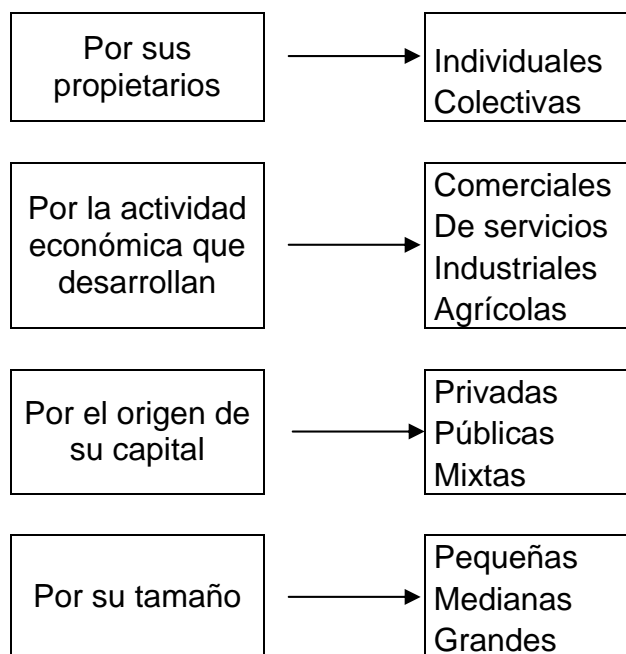 Por sus
propietarios
Individuales
Colectivas
Por la actividad
económica que
desarrollan
Comerciales
De servicios
Industriales
Agrícolas
Por el origen de
su capital
Privadas
Públicas
Mixtas
Por su tamaño
Pequeñas
Medianas
Grandes